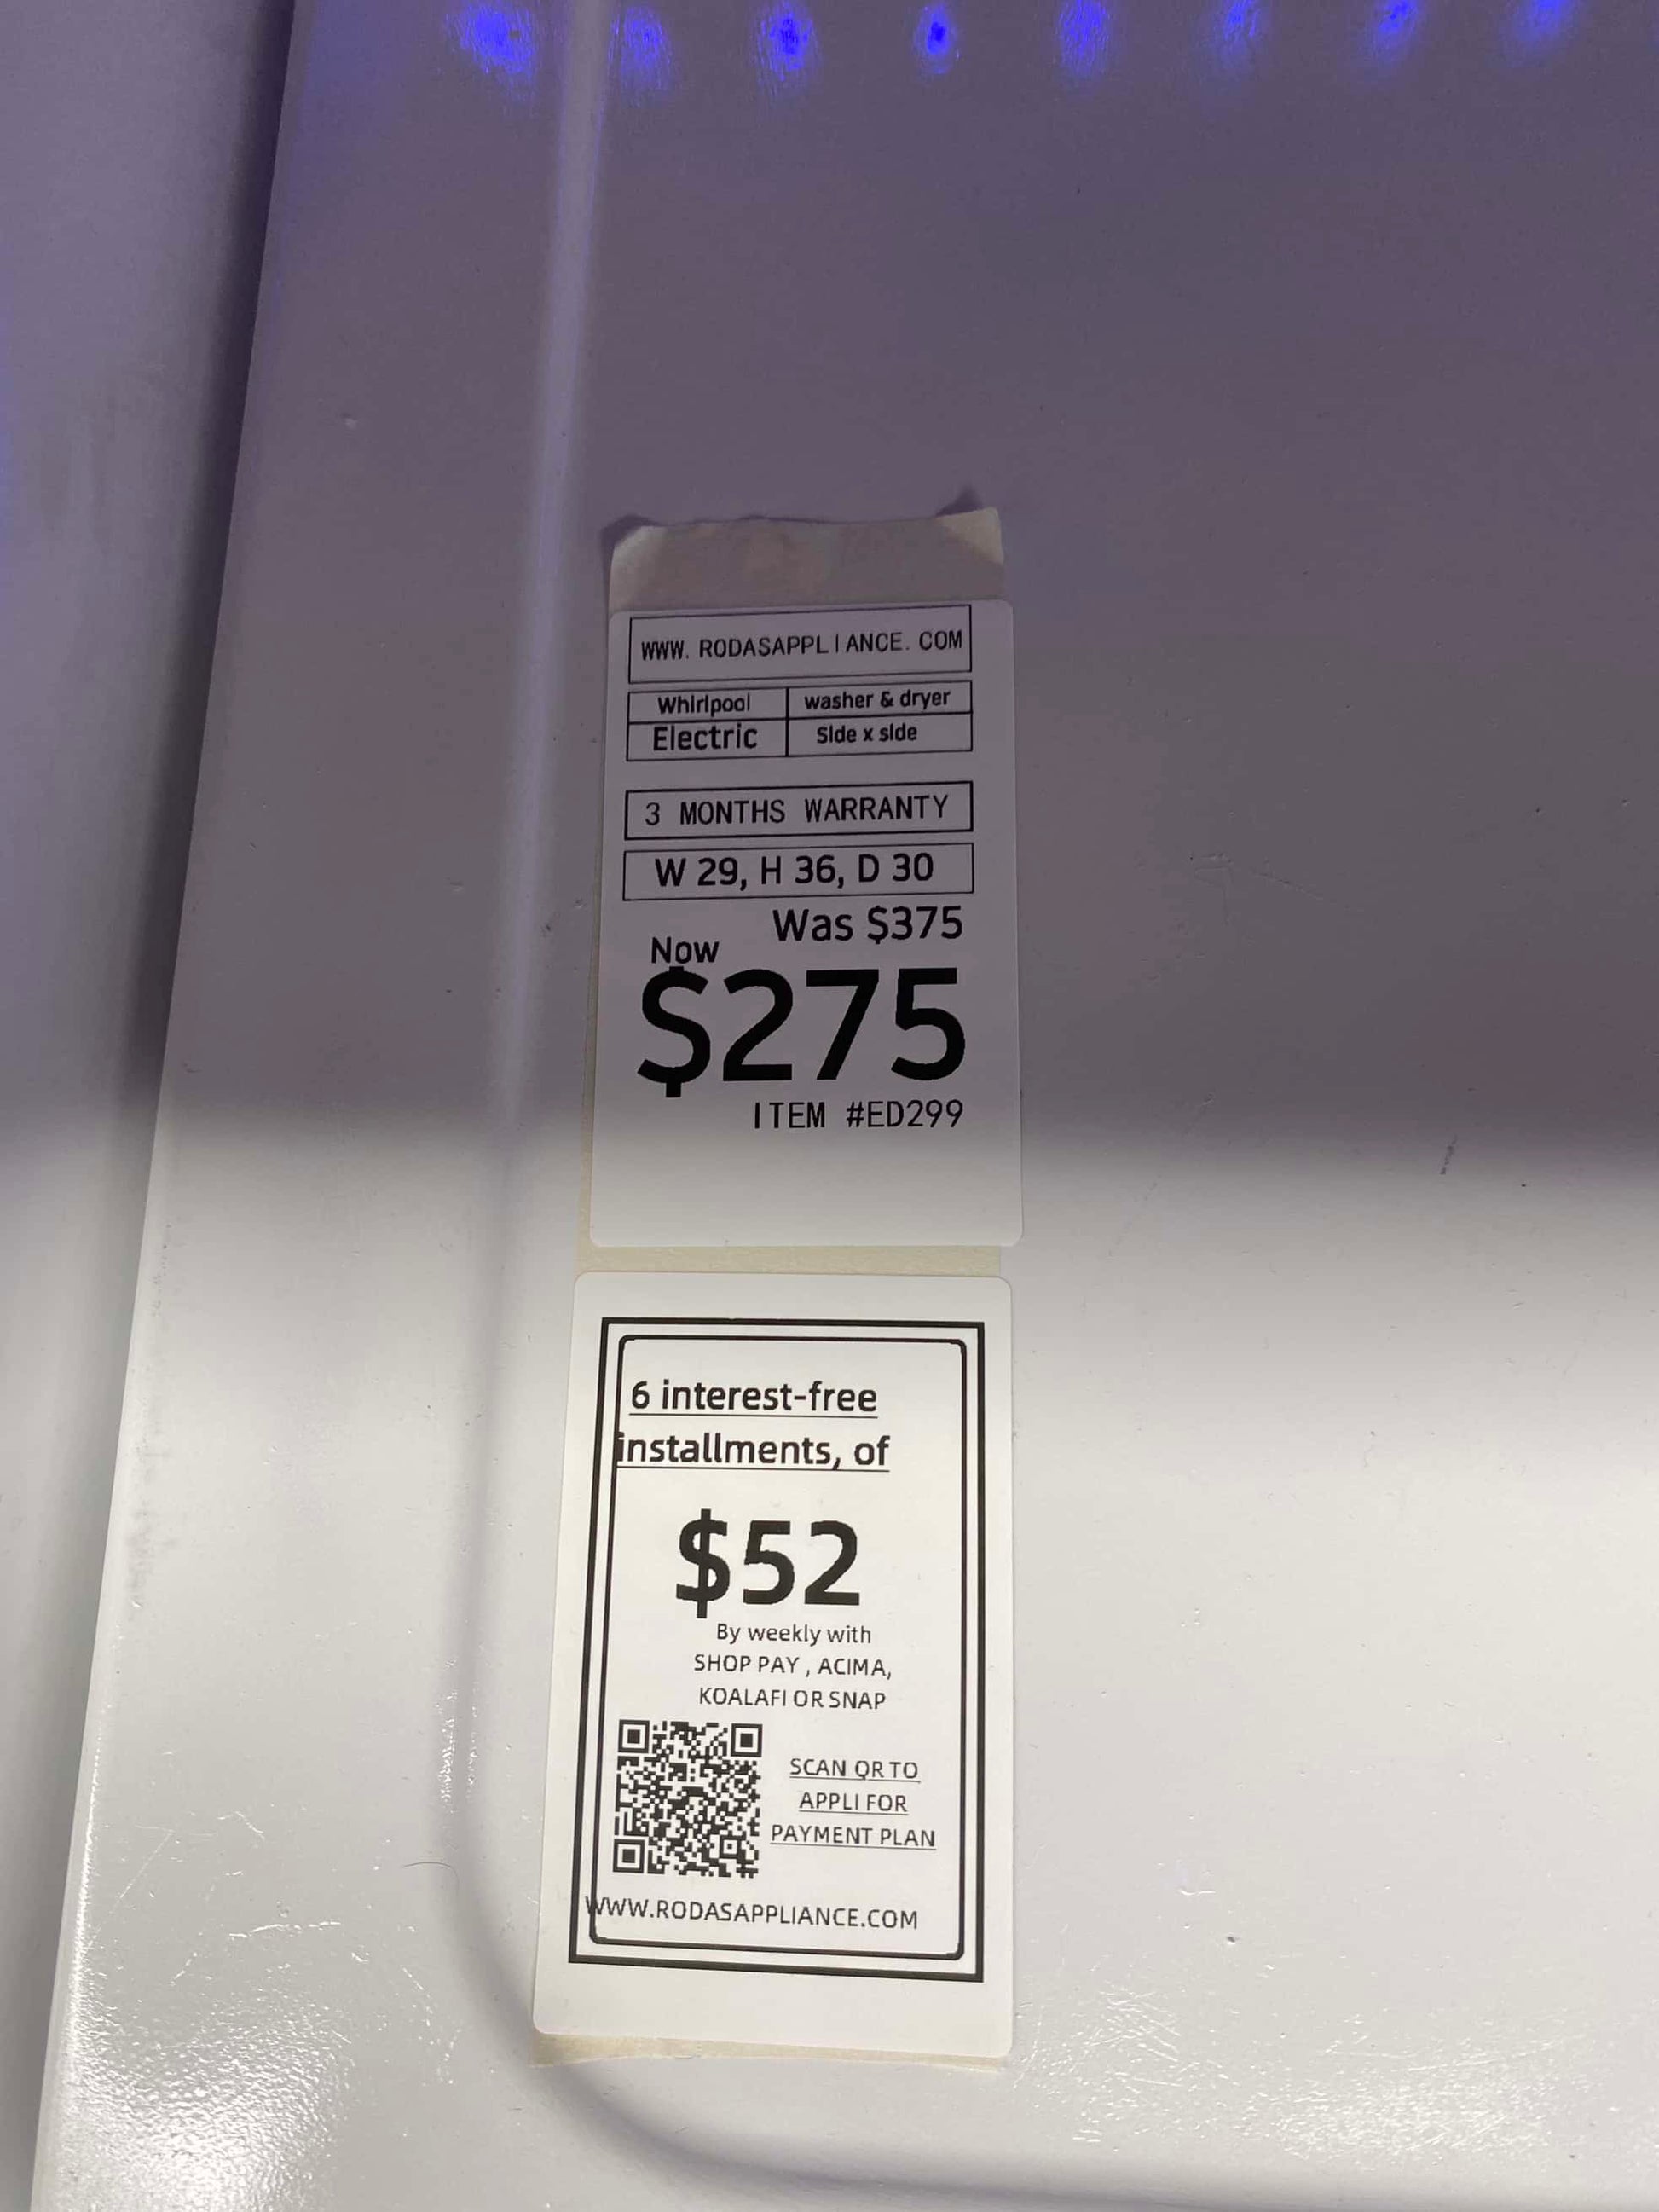 WWW. RODASAPPLIANCE. COM
Whirlpool washer & dryer
Electric Side x side
3 MONTHS WARRANTY
W 29, H 36, D 30
Was $375
Now
$275
ITEM #ED299
6 interest-free
installments, of
$52
By weekly with
SHOP PAY , ACIMA,
KOALAFI OR SNAP
SCAN QR TO
APPLI FOR
PAYMENT PLAN
WWW.RODASAPPLIANCE.COM